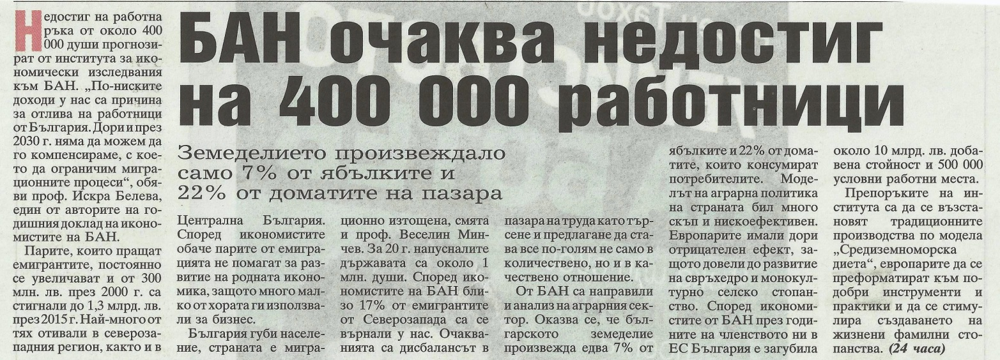 БАН очаква недостиг
на 400 000 работници
Земеделието произвеждало
само 7% от ябълките и
22% от доматите на пазара
Недостиг на работна
ръка от около 400
000 души прогнози-
рат от института за ико-
номически изследвания
към БАН. „По-ниските
доходи у нас са причина
за отлива на работници
от България. Дори и през
2030 г. няма да можем да
го компенсираме, с кое-
то да ограничим мигра-
ционните процеси“, обя-
ви проф. Искра Белева,
един от авторите на го-
дишния доклад на иконо-
мистите на БАН.
Парите, които пращат
емигрантите, постоянно
се увеличават и от 300
млн. лв. през 2000 г. са
стигнали до 1,3 млрд. лв.
през 2015 г. Най-много от
тях отивали в североза-
падния регион, както и в
Централна България.
Според икономистите
обаче парите от емигра-
цията не помагат за раз-
витие на родната иконо-
мика, защото много мал-
ко от хората ги използва-
ли за бизнес.
България губи населе-
ние, страната е мигра-
ционно изтощена, смята
и проф. Веселин Мин-
чев. За 20 г. напусналите
държавата са около 1
млн. души. Според ико-
номистите на БАН бли-
зо 17% от емигрантите
от Северозапада са се
върнали у нас. Очаква-
нията са дисбалансът в
пазара на труда като тър-
сене и предлагане да ста-
ва все по-голям не само в
количествено, но и в ка-
чествено отношение.
От БАН са направили
и анализ на аграрния сек-
тор. Оказва се, че бъл-
гарското земеделие
произвежда едва 7% от
ябълките и 22% от дома-
тите, които консумират
потребителите. Моде-
лът на аграрна политика
на страната бил много
скъп и нискоефективен.
Европарите имали дори
отрицателен ефект, за-
щото довели до развитие
на свръхедро и монокул-
турно селско стопан-
ство. Според икономи-
стите от БАН през годи-
ните на членството ни в
ЕС България е загубила
около 10 млрд. лв. доба-
вена стойност и 500 000
условни работни места.
Препоръките на ин-
ститута са да се възста-
новят традиционните
производства по модела
„Средиземноморска
диета“, европарите да се
преформатират към по-
добри инструменти и
практики и да се стиму-
лира създаването на
жизнени фамилни сто-
панства. (24 часа)